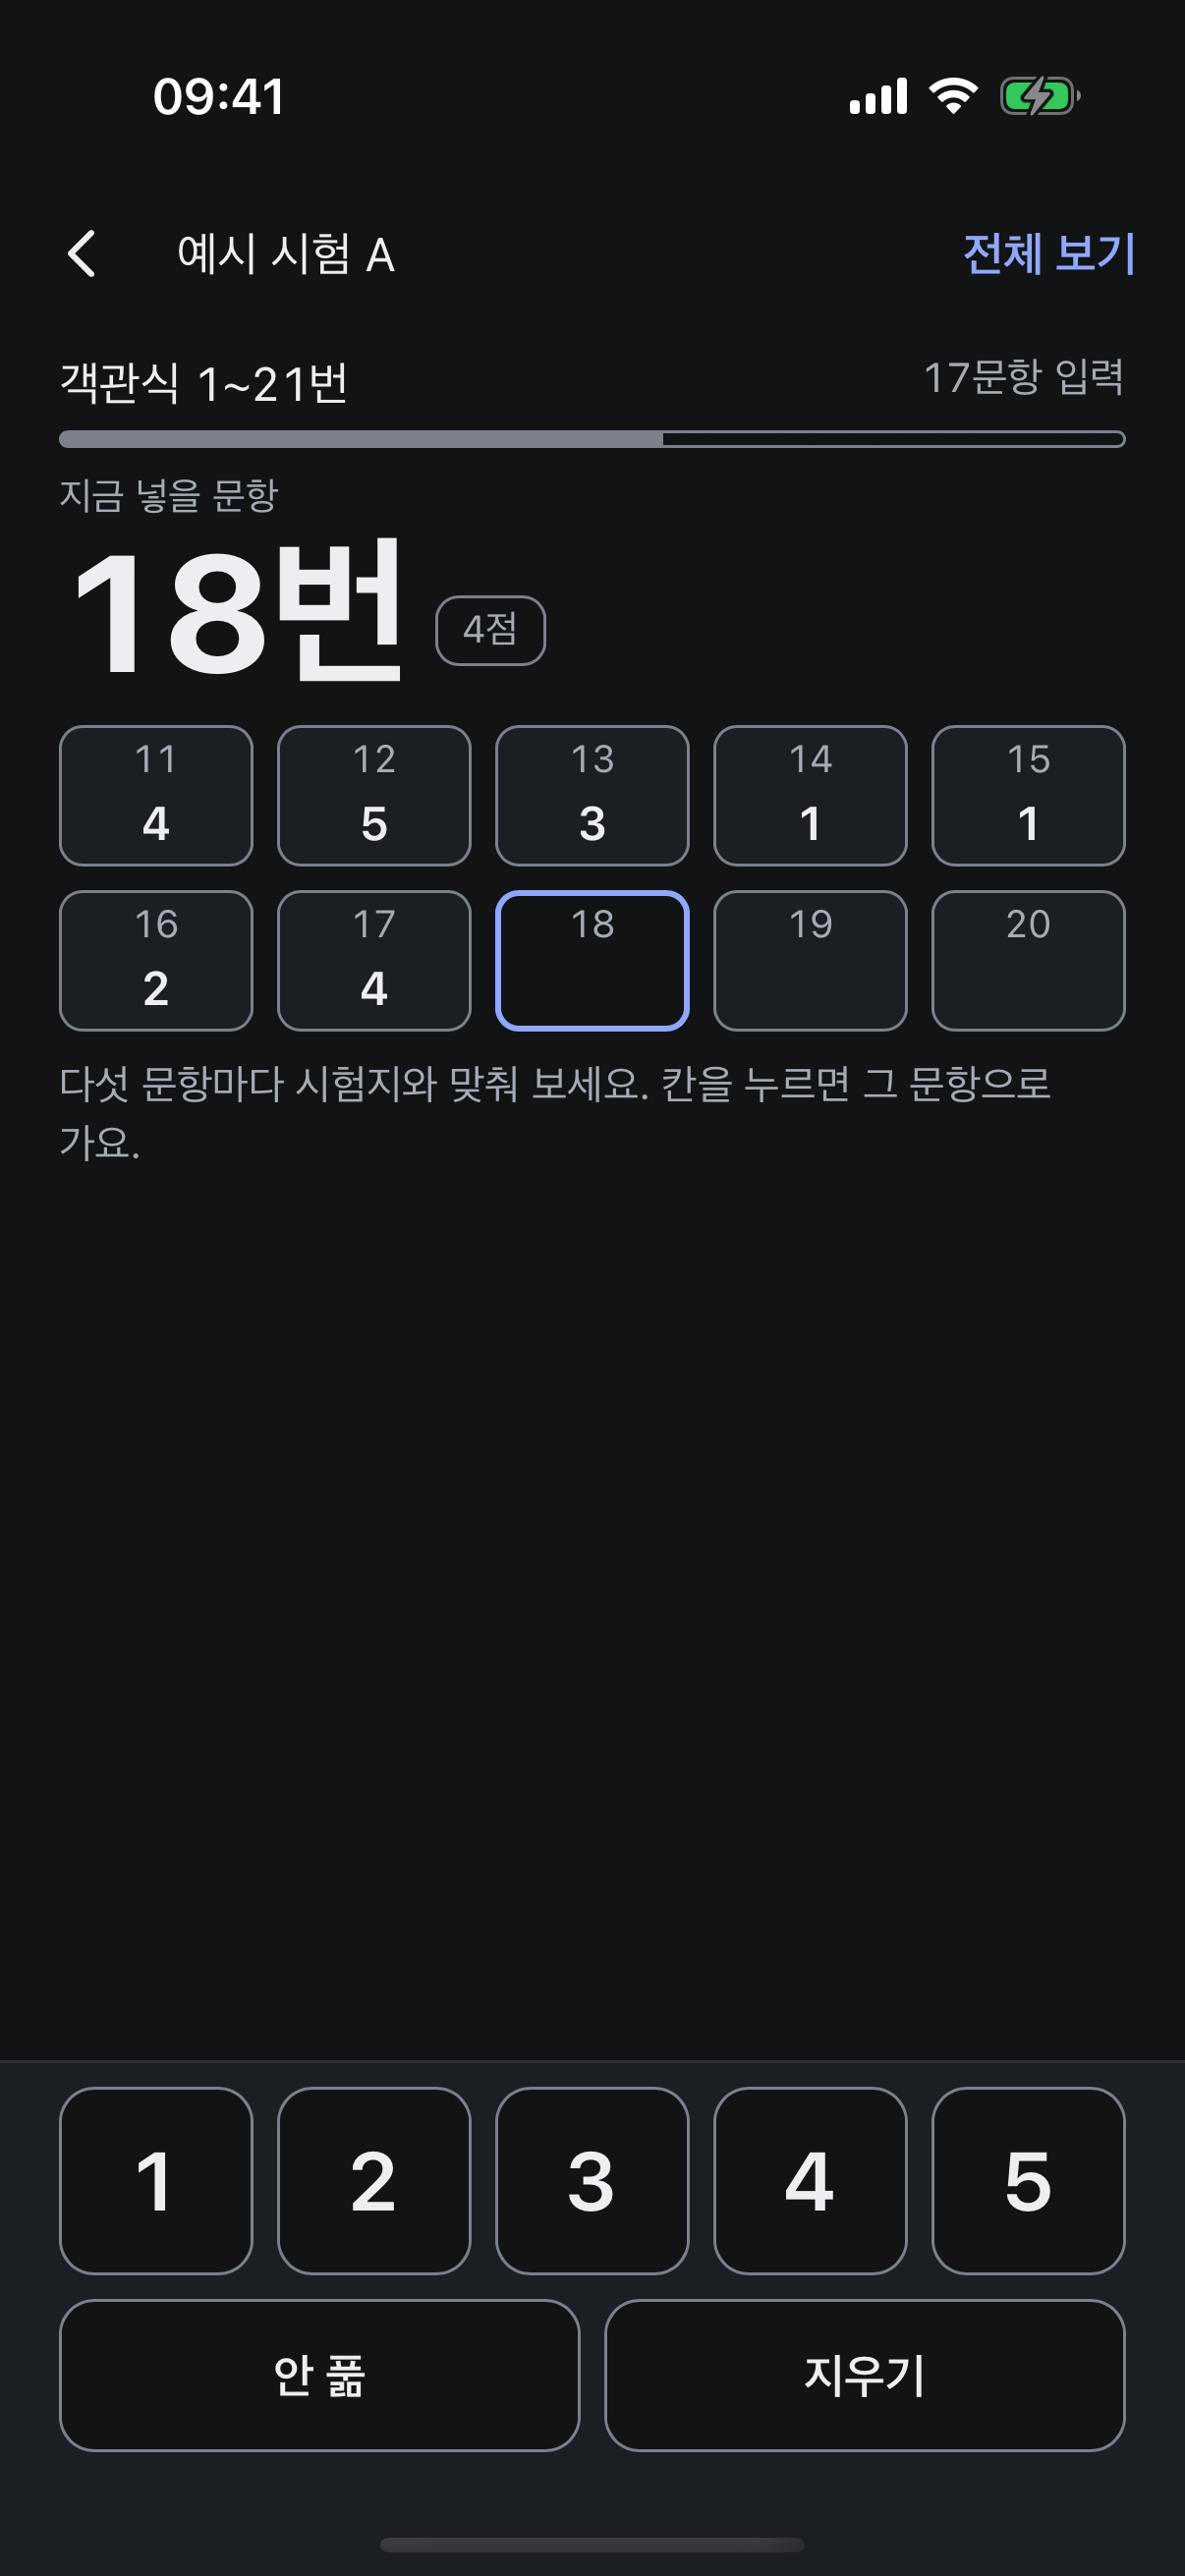 09:41
예시 시험 A
전체 보기
객관식 1~21번
17문항 입력
지금 넣을 문항
18번
4점
11 12 13 14 15
4 5 3 1 1
16 17 18 19 20
2 4
다섯 문항마다 시험지와 맞춰 보세요. 칸을 누르면 그 문항으로
가요.
1 2 3 4 5
안 풂
지우기